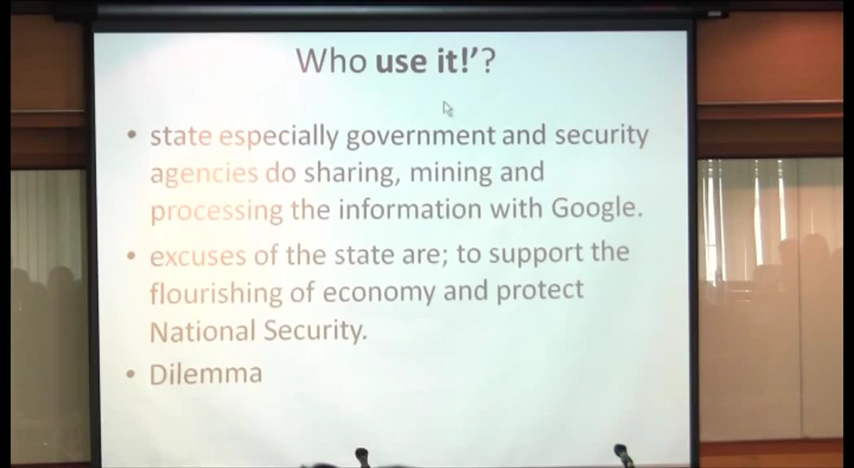 Who use it!'?
• state especially government and security
agencies do sharing, mining and
processing the information with Google.
• excuses of the state are; to support the
flourishing of economy and protect
National Security.
• Dilemma